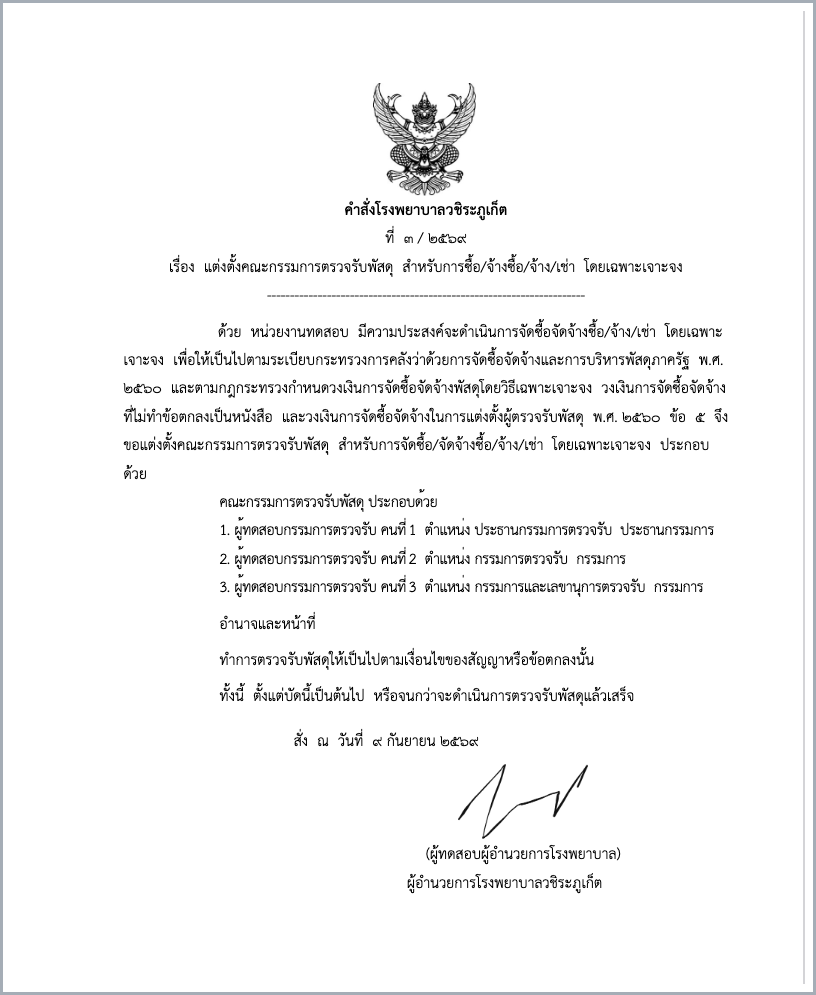 คำสั่งโรงพยาบาลวชิระภูเก็ต
ที่ ๓ / ๒๕๖๙
เรื่อง แต่งตั้งคณะกรรมการตรวจรับพัสดุ สำหรับการซื้อ/จ้างซื้อ/จ้าง/เช่า โดยเฉพาะเจาะจง
----------------------------------------------------------------------
ด้วย หน่วยงานทดสอบ มีความประสงค์จะดำเนินการจัดซื้อจัดจ้างซื้อ/จ้าง/เช่า โดยเฉพาะ
เจาะจง เพื่อให้เป็นไปตามระเบียบกระทรวงการคลังว่าด้วยการจัดซื้อจัดจ้างและการบริหารพัสดุภาครัฐ พ.ศ.
๒๕๖๐ และตามกฎกระทรวงกำหนดวงเงินการจัดซื้อจัดจ้างพัสดุโดยวิธีเฉพาะเจาะจง วงเงินการจัดซื้อจัดจ้าง
ที่ไม่ทำข้อตกลงเป็นหนังสือ และวงเงินการจัดซื้อจัดจ้างในการแต่งตั้งผู้ตรวจรับพัสดุ พ.ศ. ๒๕๖๐ ข้อ ๕ จึง
ขอแต่งตั้งคณะกรรมการตรวจรับพัสดุ สำหรับการจัดซื้อ/จัดจ้างซื้อ/จ้าง/เช่า โดยเฉพาะเจาะจง ประกอบ
ด้วย
คณะกรรมการตรวจรับพัสดุ ประกอบด้วย
1. ผู้ทดสอบกรรมการตรวจรับ คนที่ 1 ตำแหน่ง ประธานกรรมการตรวจรับ ประธานกรรมการ
2. ผู้ทดสอบกรรมการตรวจรับ คนที่ 2 ตำแหน่ง กรรมการตรวจรับ กรรมการ
3. ผู้ทดสอบกรรมการตรวจรับ คนที่ 3 ตำแหน่ง กรรมการและเลขานุการตรวจรับ กรรมการ
อำนาจและหน้าที่
ทำการตรวจรับพัสดุให้เป็นไปตามเงื่อนไขของสัญญาหรือข้อตกลงนั้น
ทั้งนี้ ตั้งแต่บัดนี้เป็นต้นไป หรือจนกว่าจะดำเนินการตรวจรับพัสดุแล้วเสร็จ
สั่ง ณ วันที่ ๙ กันยายน ๒๕๖๙
(ผู้ทดสอบผู้อำนวยการโรงพยาบาล)
ผู้อำนวยการโรงพยาบาลวชิระภูเก็ต